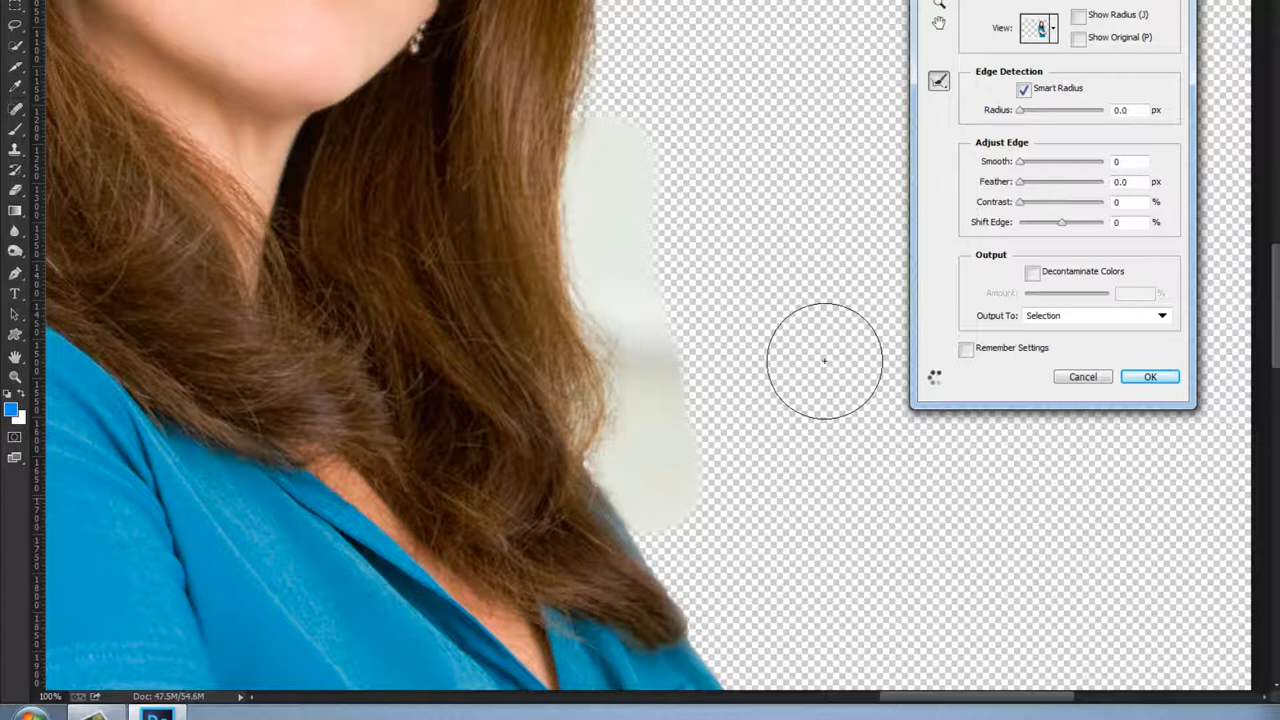 Show Radius (J)
View:
Show Original (P)
Edge Detection
Smart Radius
Radius: 0.0 px
Adjust Edge
Smooth: 0
Feather: 0.0 px
Contrast: 0 %
Shift Edge: 0 %
Output
Decontaminate Colors
Amount: %
Output To: Selection
Remember Settings
Cancel OK
100% Doc: 47.5M/54.6M